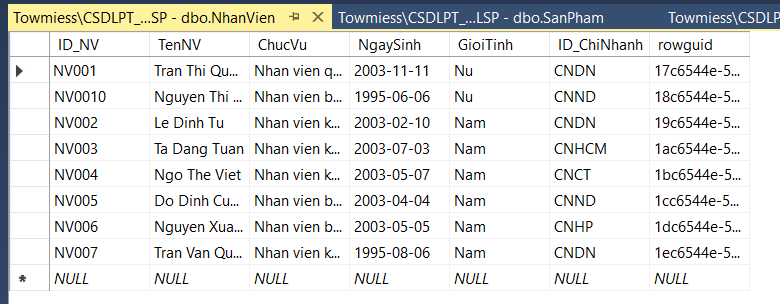 Towmiess\CSDLPT_...SP - dbo.NhanVien Towmiess\CSDLPT_...LSP - dbo.SanPham Towmiess\CSDLPT_...
ID_NV TenNV ChucVu NgaySinh GioiTinh ID_ChiNhanh rowguid
NV001 Tran Thi Qu... Nhan vien q... 2003-11-11 Nu CNDN 17c6544e-5...
NV0010 Nguyen Thi ... Nhan vien b... 1995-06-06 Nu CNND 18c6544e-5...
NV002 Le Dinh Tu Nhan vien k... 2003-02-10 Nam CNDN 19c6544e-5...
NV003 Ta Dang Tuan Nhan vien k... 2003-07-03 Nam CNHCM 1ac6544e-5...
NV004 Ngo The Viet Nhan vien k... 2003-05-07 Nam CNCT 1bc6544e-5...
NV005 Do Dinh Cu... Nhan vien b... 2003-04-04 Nam CNND 1cc6544e-5...
NV006 Nguyen Xua... Nhan vien b... 2003-05-05 Nam CNHP 1dc6544e-5...
NV007 Tran Van Qu... Nhan vien k... 1995-08-06 Nam CNDN 1ec6544e-5...
NULL NULL NULL NULL NULL NULL NULL